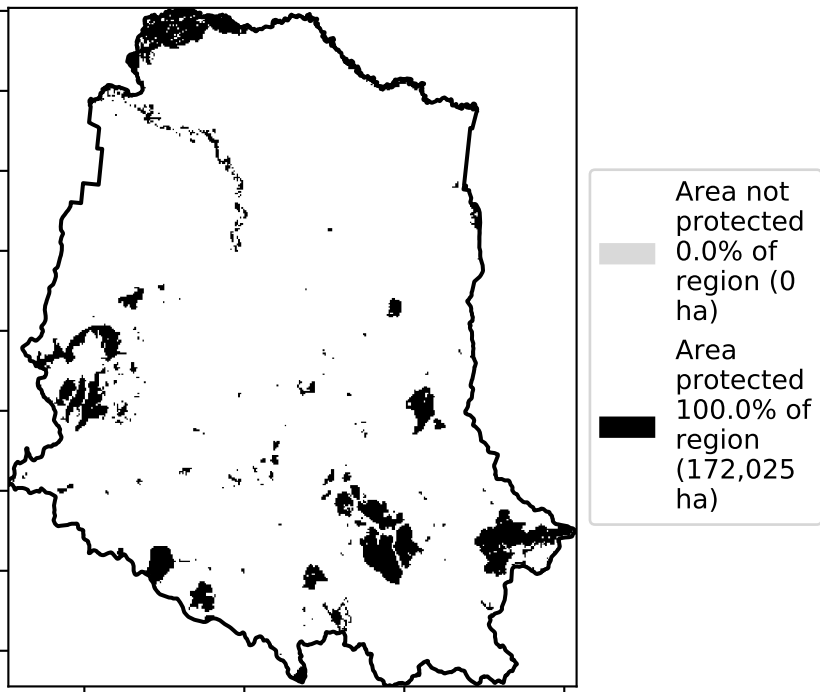 Area not
protected
0.0% of
region (0
ha)
Area
protected
100.0% of
region
(172,025
ha)